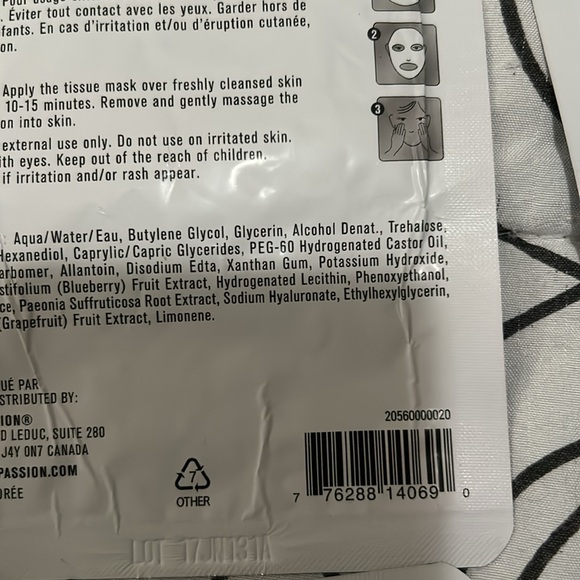 . Éviter tout contact avec les yeux. Garder hors de
fants. En cas d'irritation et/ou d'éruption cutanée,
on.
2
Apply the tissue mask over freshly cleansed skin
10-15 minutes. Remove and gently massage the
on into skin.
3
external use only. Do not use on irritated skin.
ith eyes. Keep out of the reach of children.
if irritation and/or rash appear.
: Aqua/Water/Eau, Butylene Glycol, Glycerin, Alcohol Denat., Trehalose,
Hexanediol, Caprylic/Capric Glycerides, PEG-60 Hydrogenated Castor Oil,
arbomer, Allantoin, Disodium Edta, Xanthan Gum, Potassium Hydroxide,
stifolium (Blueberry) Fruit Extract, Hydrogenated Lecithin, Phenoxyethanol,
ce, Paeonia Suffruticosa Root Extract, Sodium Hyaluronate, Ethylhexylglycerin,
(Grapefruit) Fruit Extract, Limonene.
UÉ PAR
STRIBUTED BY:
ION®
D LEDUC, SUITE 280
J4Y 0N7 CANADA
PASSION.COM
ORÉE
7
OTHER
20560000020
7 76288 14069 0